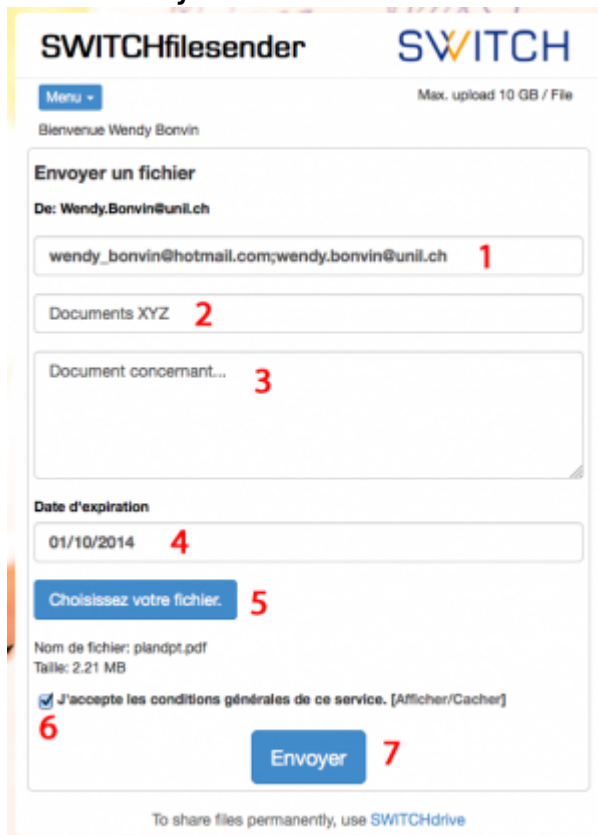 SWITCHfilesender SWITCH
Menu Max. upload 10 GB / File
Bienvenue Wendy Bonvin
Envoyer un fichier
De: Wendy.Bonvin@unil.ch
wendy_bonvin@hotmail.com;wendy.bonvin@unil.ch 1
Documents XYZ 2
Document concernant... 3
Date d'expiration
01/10/2014 4
Choisissez votre fichier. 5
Nom de fichier: plandpt.pdf
Taille: 2.21 MB
J'accepte les conditions générales de ce service. [Afficher/Cacher]
6
Envoyer 7
To share files permanently, use SWITCHdrive